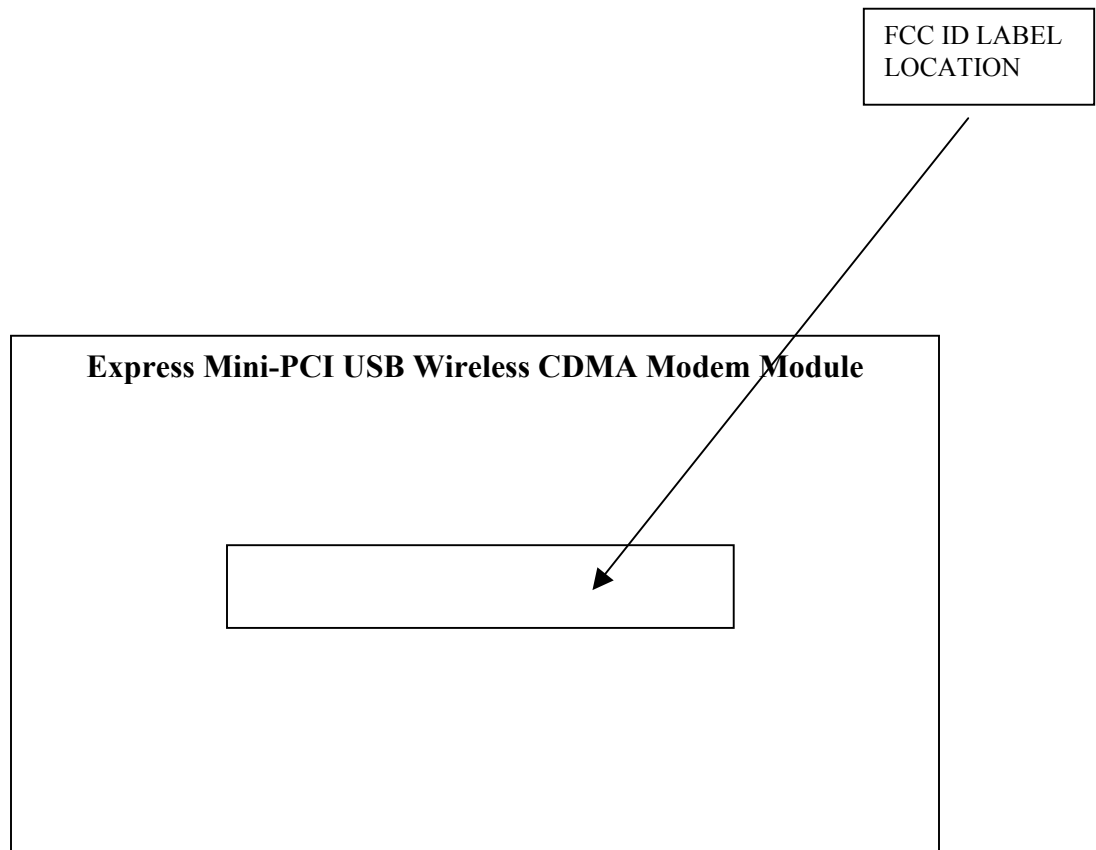 FCC ID LABEL
LOCATION
Express Mini-PCI USB Wireless CDMA Modem Module